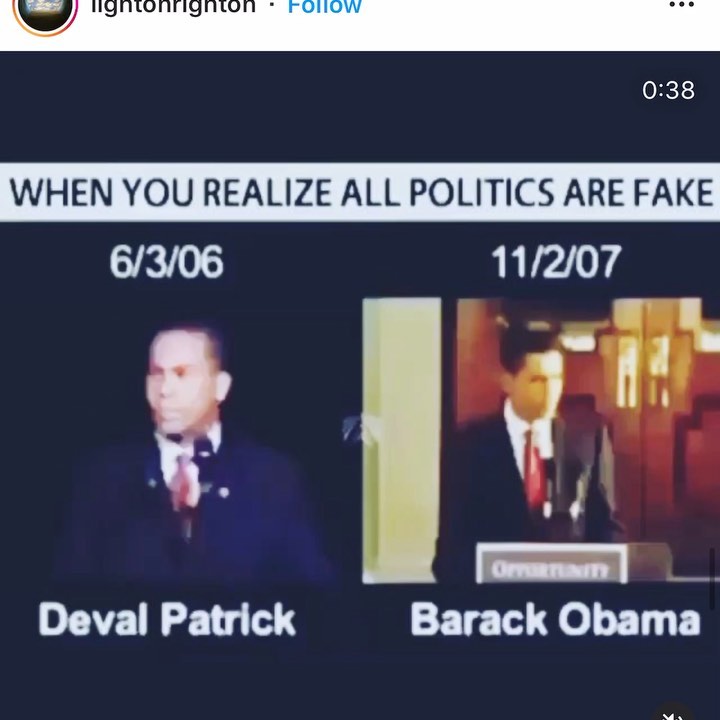 lightonrighton · Follow
0:38
WHEN YOU REALIZE ALL POLITICS ARE FAKE
6/3/06
11/2/07
OPPORTUNITY
Deval Patrick
Barack Obama